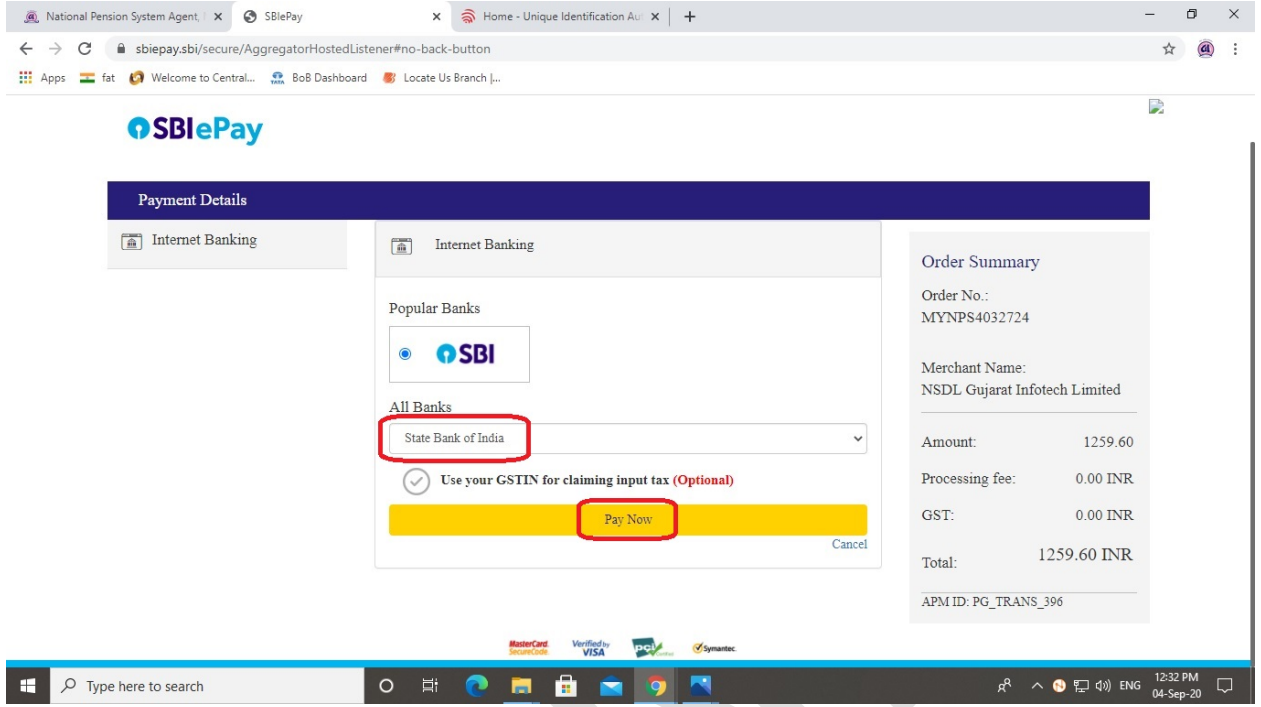 National Pension System Agent,
SBIePay
Home - Unique Identification Au
sbiepay.sbi/secure/AggregatorHostedListener#no-back-button
Apps
fat
Welcome to Central...
BoB Dashboard
Locate Us Branch |...
SBIePay
Payment Details
Internet Banking
Internet Banking
Popular Banks
SBI
All Banks
State Bank of India
Use your GSTIN for claiming input tax (Optional)
Pay Now
Cancel
Order Summary
Order No.:
MYNPS4032724
Merchant Name:
NSDL Gujarat Infotech Limited
Amount: 1259.60
Processing fee: 0.00 INR
GST: 0.00 INR
Total: 1259.60 INR
APM ID: PG_TRANS_396
MasterCard.
SecureCode.
Verified by
VISA
pci
Symantec.
Type here to search
ENG
12:32 PM
04-Sep-20